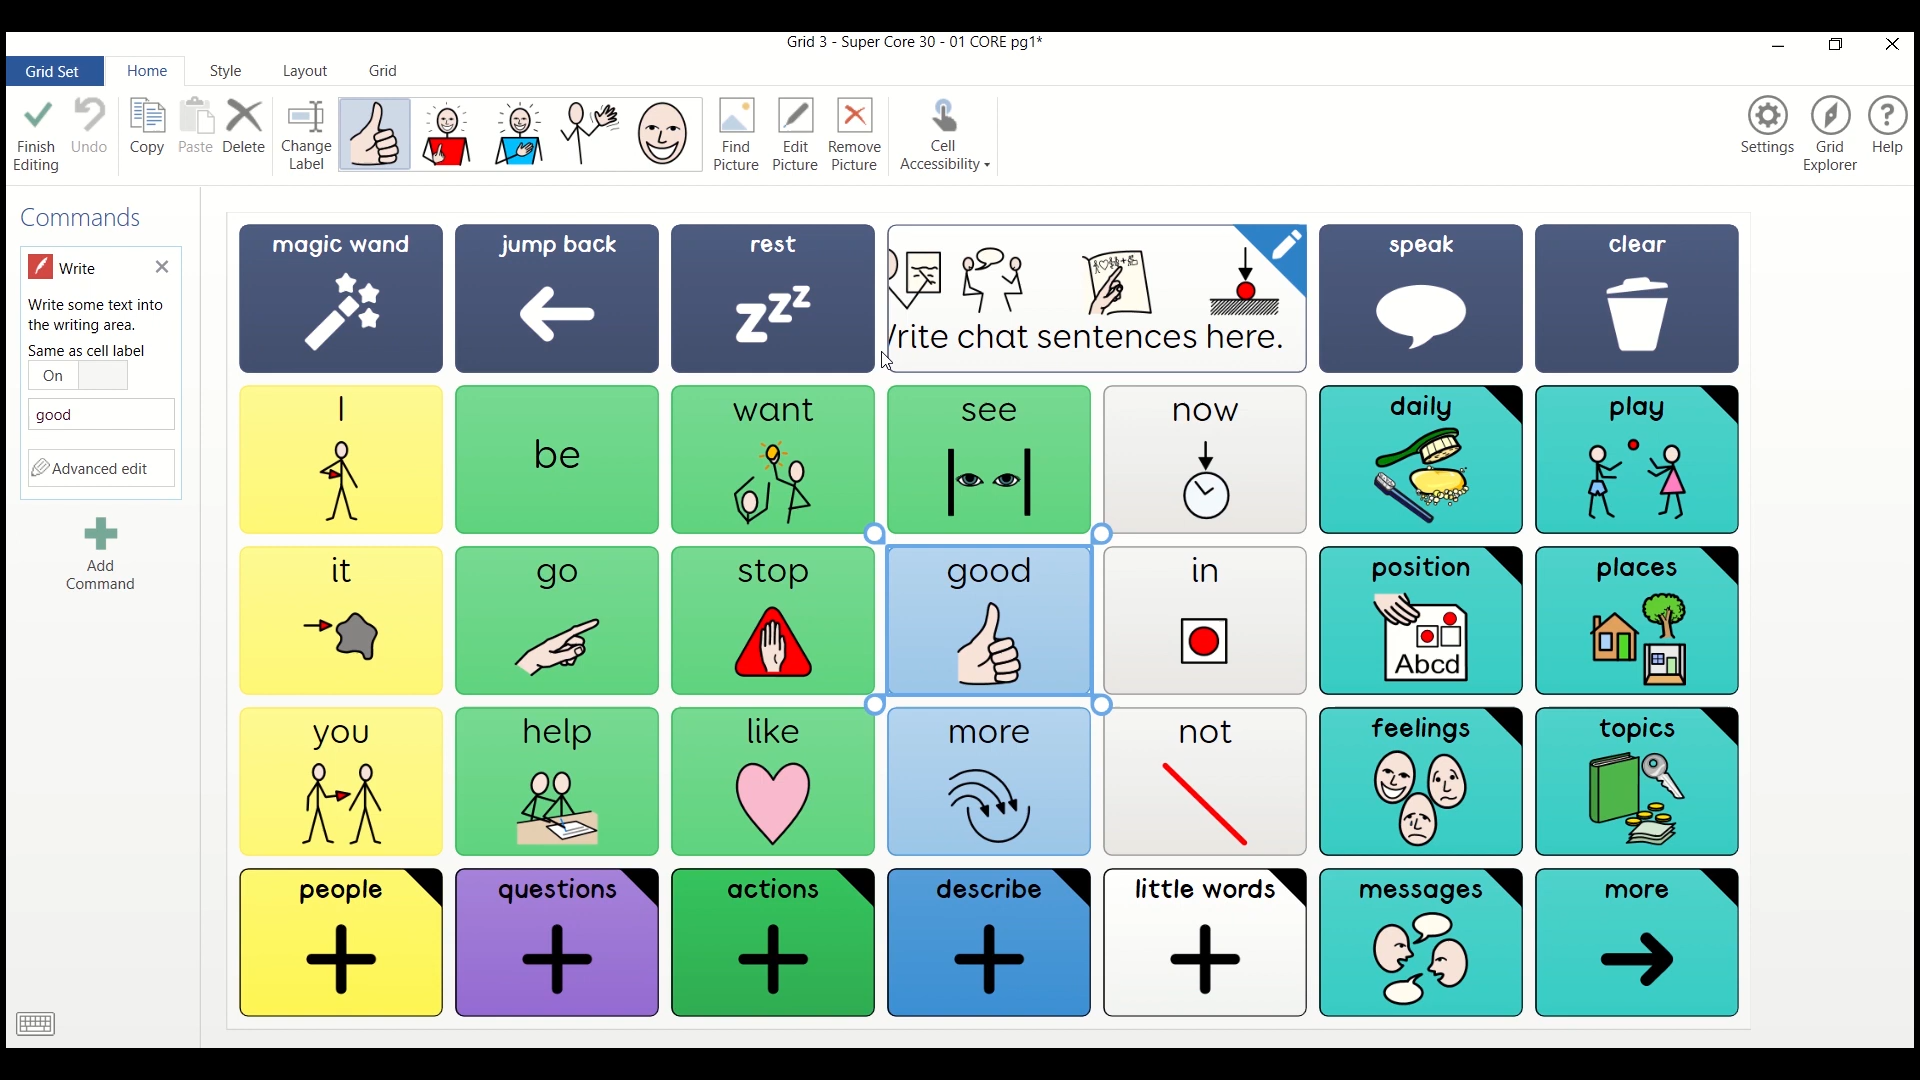 Grid 3 - Super Core 30 - 01 CORE pg1*
Grid Set
Home
Style
Layout
Grid
Finish
Editing
Undo
Copy
Paste
Delete
Change
Label
Find
Picture
Edit
Picture
Remove
Picture
Cell
Accessibility
Settings
Grid
Explorer
Help
Commands
Write
Write some text into
the writing area.
Same as cell label
On
good
Advanced edit
Add
Command
magic wand
jump back
rest
rite chat sentences here.
speak
clear
I
be
want
see
now
daily
play
it
go
stop
good
in
position
Abcd
places
you
help
like
more
not
feelings
topics
people
questions
actions
describe
little words
messages
more